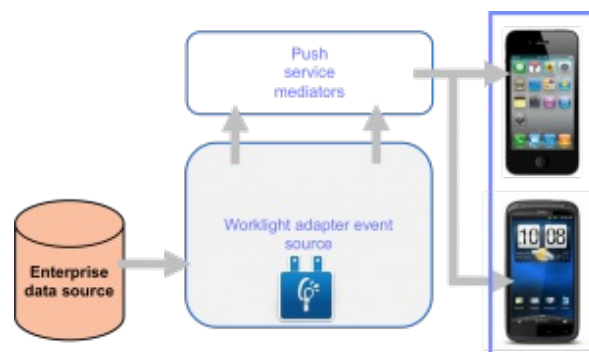 Push
service
mediators
Worklight adapter event
source
Enterprise
data source
10 08